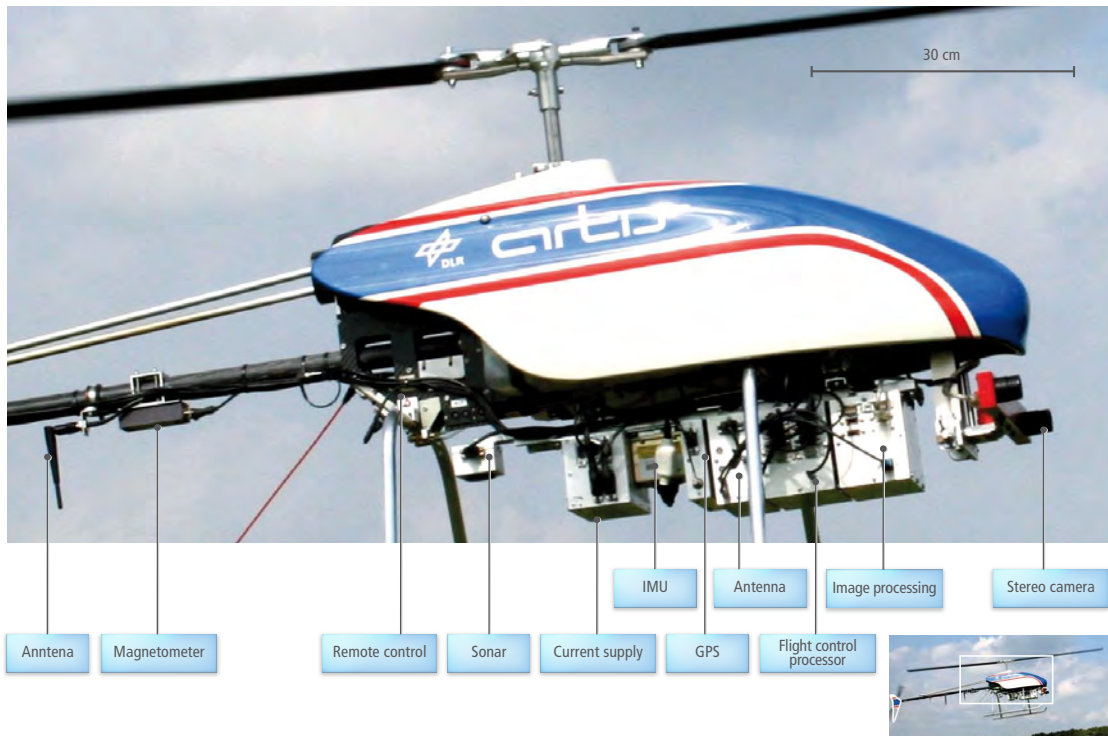 30 cm
artis
DLR
IMU
Antenna
Image processing
Stereo camera
Anntena
Magnetometer
Remote control
Sonar
Current supply
GPS
Flight control
processor